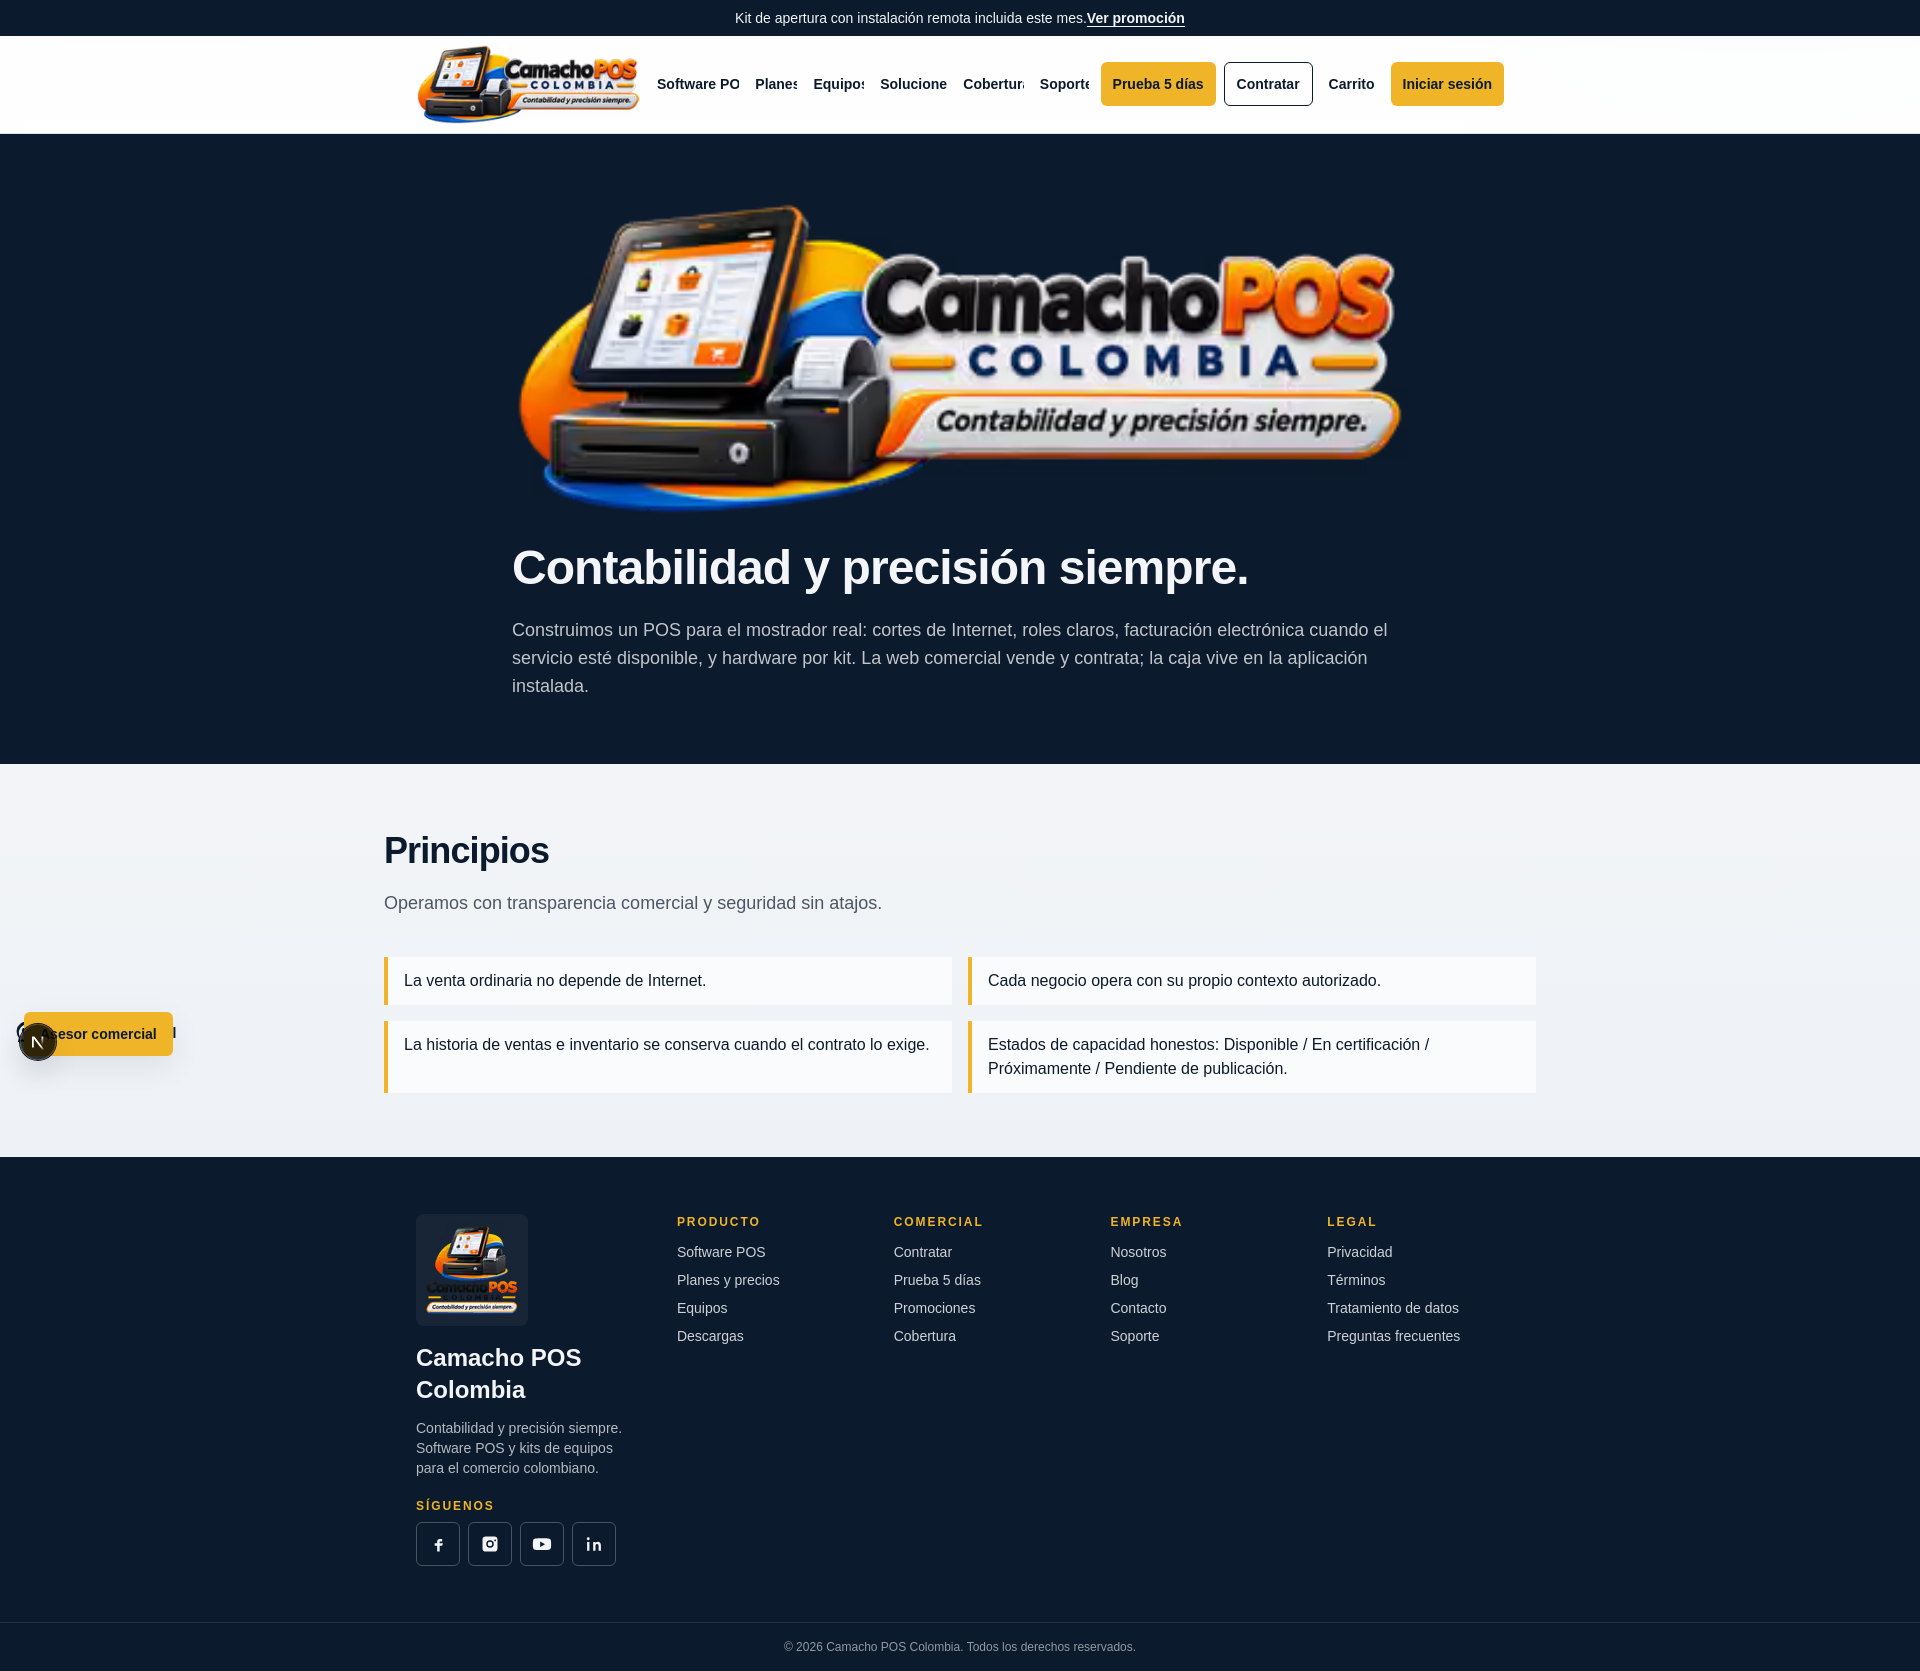 Kit de apertura con instalación remota incluida este mes.Ver promoción
CamachoPOS
COLOMBIA
Contabilidad y precisión siempre.
Software PO Planes Equipos Solucione Cobertura Soporte Prueba 5 días Contratar Carrito Iniciar sesión
CamachoPOS
COLOMBIA
Contabilidad y precisión siempre.
Contabilidad y precisión siempre.
Construimos un POS para el mostrador real: cortes de Internet, roles claros, facturación electrónica cuando el
servicio esté disponible, y hardware por kit. La web comercial vende y contrata; la caja vive en la aplicación
instalada.
Principios
Operamos con transparencia comercial y seguridad sin atajos.
La venta ordinaria no depende de Internet.
Cada negocio opera con su propio contexto autorizado.
La historia de ventas e inventario se conserva cuando el contrato lo exige.
Estados de capacidad honestos: Disponible / En certificación /
Próximamente / Pendiente de publicación.
Asesor comercial
CamachoPOS
COLOMBIA
Contabilidad y precisión siempre.
Camacho POS
Colombia
Contabilidad y precisión siempre.
Software POS y kits de equipos
para el comercio colombiano.
SÍGUENOS
PRODUCTO
Software POS
Planes y precios
Equipos
Descargas
COMERCIAL
Contratar
Prueba 5 días
Promociones
Cobertura
EMPRESA
Nosotros
Blog
Contacto
Soporte
LEGAL
Privacidad
Términos
Tratamiento de datos
Preguntas frecuentes
© 2026 Camacho POS Colombia. Todos los derechos reservados.